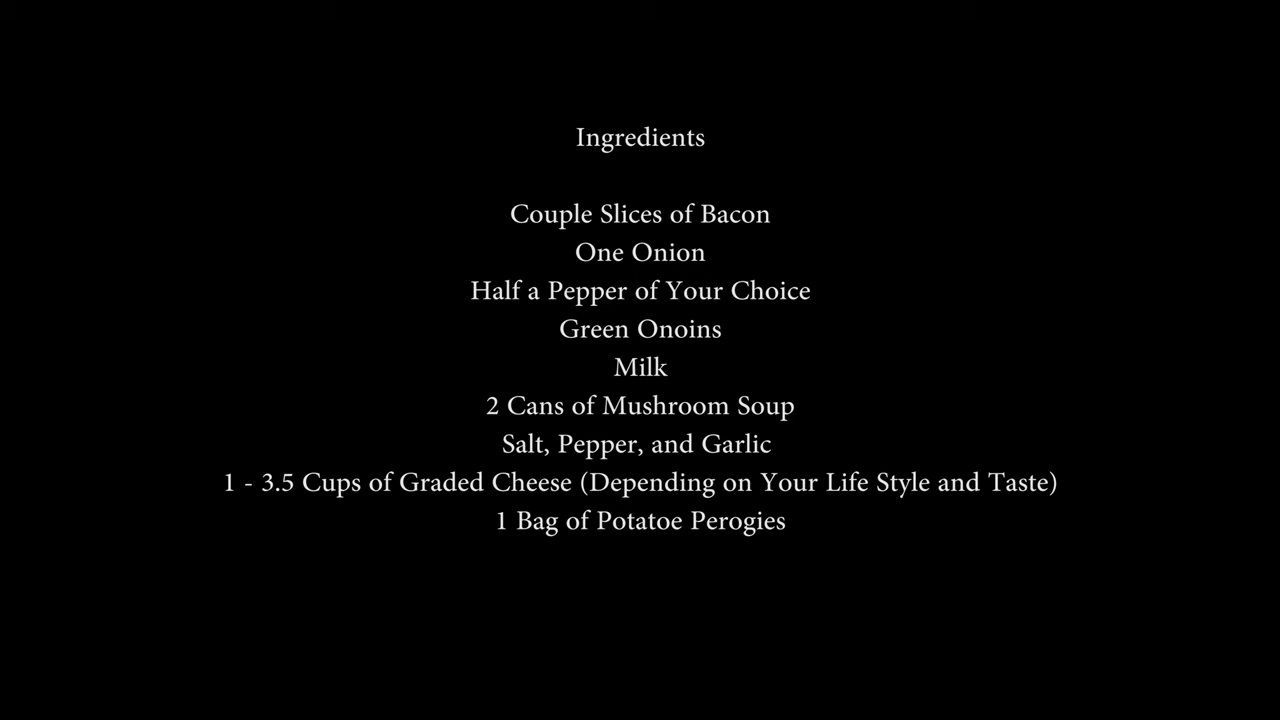 Ingredients
Couple Slices of Bacon
One Onion
Half a Pepper of Your Choice
Green Onoins
Milk
2 Cans of Mushroom Soup
Salt, Pepper, and Garlic
1 - 3.5 Cups of Graded Cheese (Depending on Your Life Style and Taste)
1 Bag of Potatoe Perogies